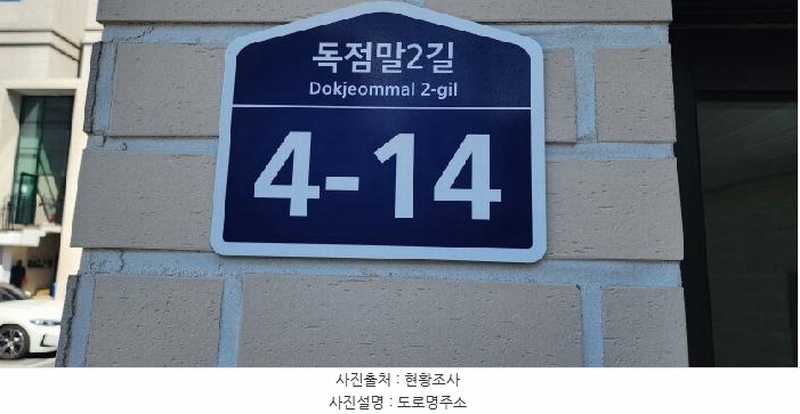 독점말2길
Dokjeommal 2-gil
4-14
사진출처 : 현황조사
사진설명 : 도로명주소